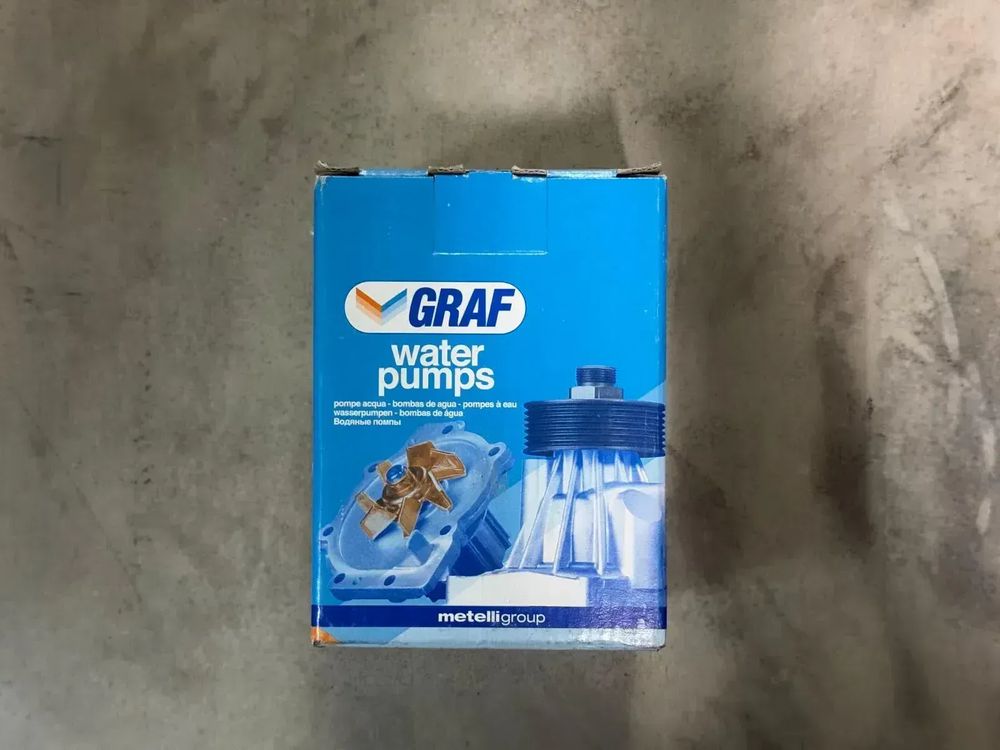 GRAF
water
pumps
pompe acqua - bombas de agua - pompes à eau
wasserpumpen - bombas de água
Водяные помпы
metelligroup